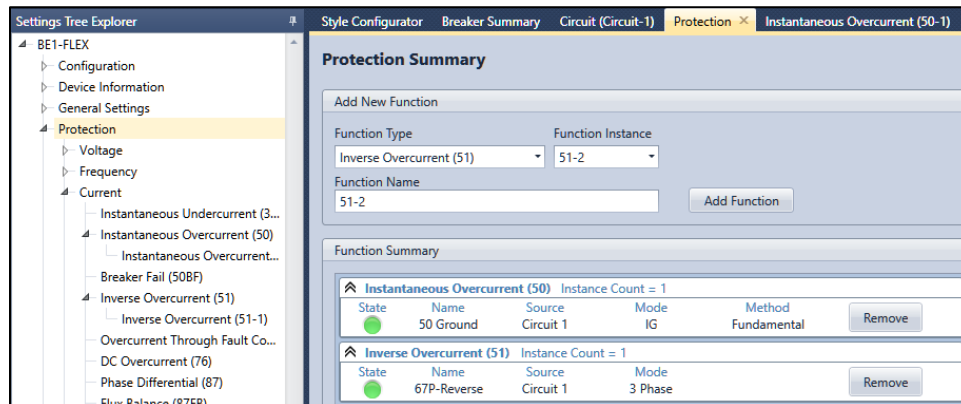 Settings Tree Explorer
BE1-FLEX
Configuration
Device Information
General Settings
Protection
Voltage
Frequency
Current
Instantaneous Undercurrent (3...
Instantaneous Overcurrent (50)
Instantaneous Overcurrent...
Breaker Fail (50BF)
Inverse Overcurrent (51)
Inverse Overcurrent (51-1)
Overcurrent Through Fault Co...
DC Overcurrent (76)
Phase Differential (87)
Flux Balance (87FB)
Style Configurator Breaker Summary Circuit (Circuit-1) Protection × Instantaneous Overcurrent (50-1)
Protection Summary
Add New Function
Function Type Function Instance
Inverse Overcurrent (51) 51-2
Function Name
51-2 Add Function
Function Summary
Instantaneous Overcurrent (50) Instance Count = 1
State Name Source Mode Method
50 Ground Circuit 1 IG Fundamental Remove
Inverse Overcurrent (51) Instance Count = 1
State Name Source Mode
67P-Reverse Circuit 1 3 Phase Remove